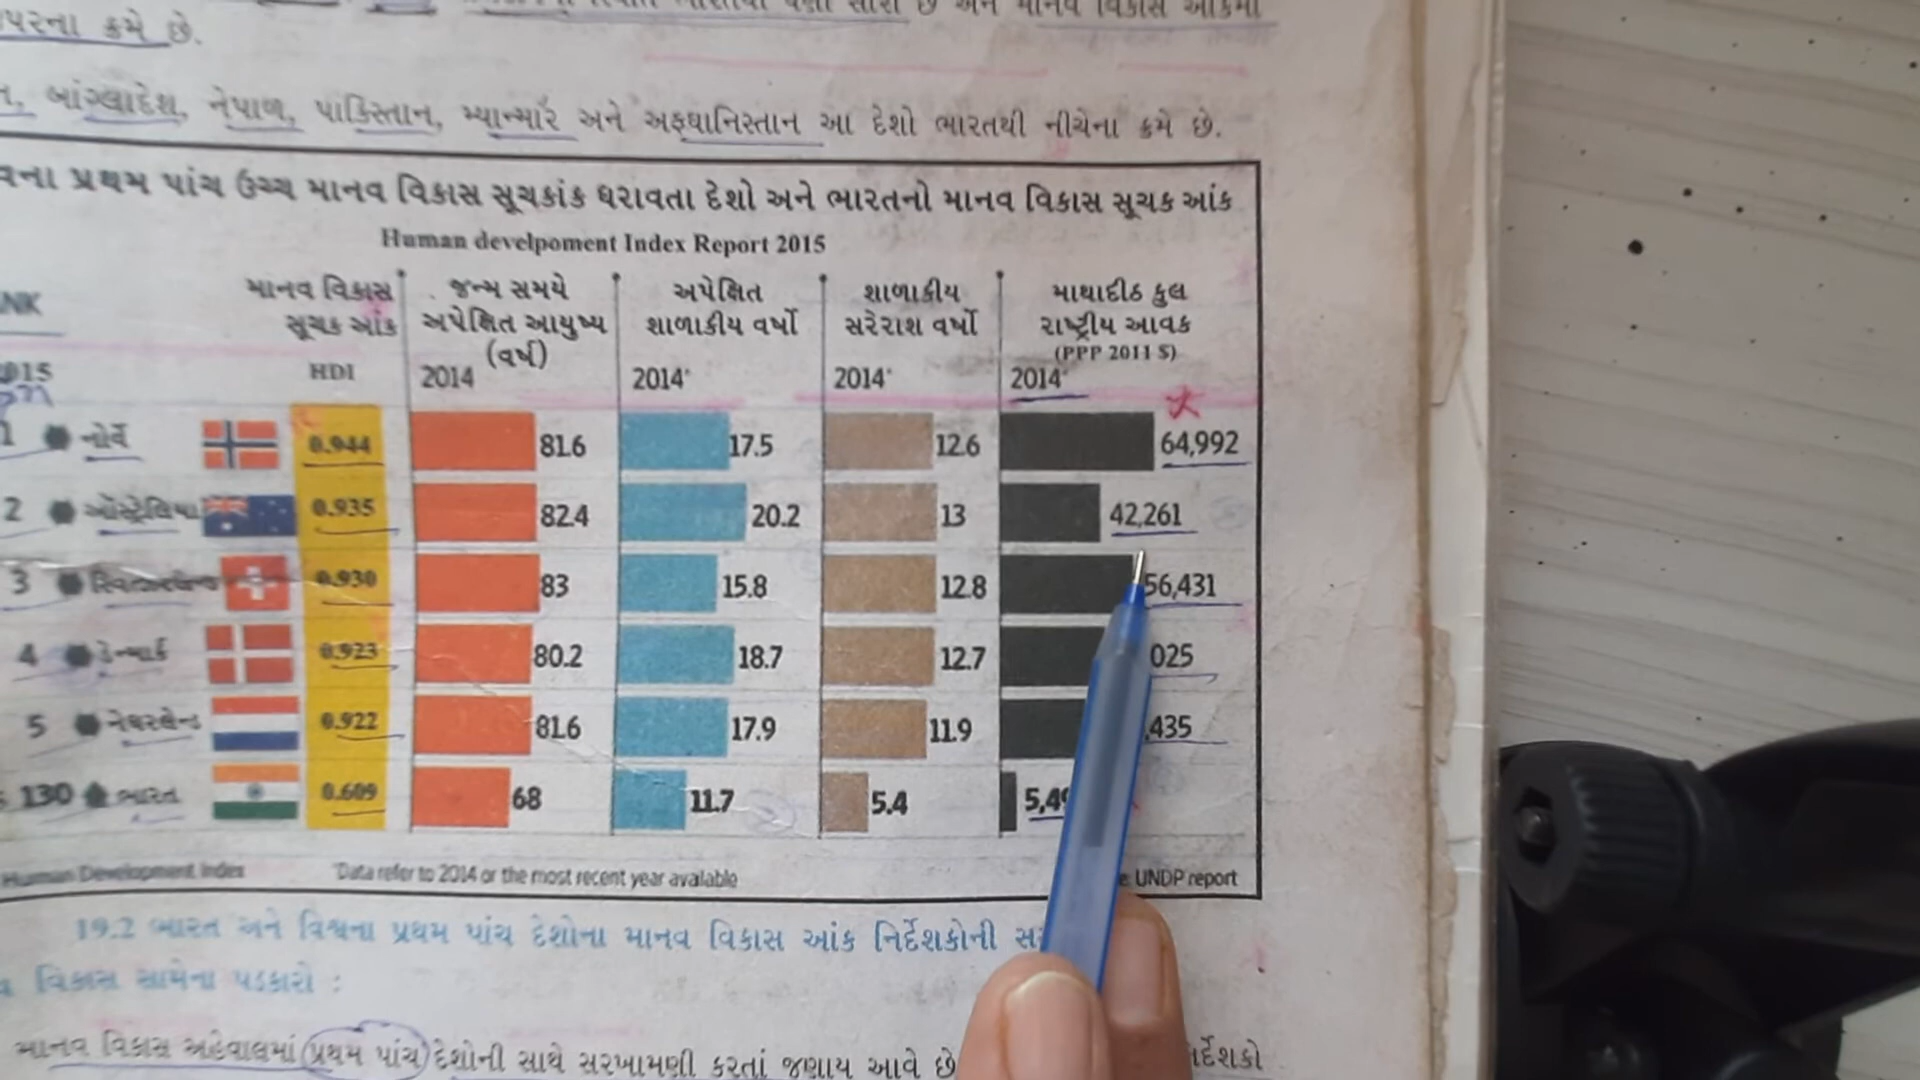 પરના ક્રમે છે.
બાંગ્લાદેશ, નેપાળ, પાકિસ્તાન, મ્યાન્માર અને અફઘાનિસ્તાન આ દેશો ભારતથી નીચેના ક્રમે છે.
પ્રથમ પાંચ ઉચ્ચ માનવ વિકાસ સૂચકાંક ધરાવતા દેશો અને ભારતનો માનવ વિકાસ સૂચક આંક
Human develpoment Index Report 2015
માનવ વિકાસ જન્મ સમયે અપેક્ષિત શાળાકીય માથાદીઠ કુલ
સૂચક આંક અપેક્ષિત આયુષ્ય શાળાકીય વર્ષો સરેરાશ વર્ષો રાષ્ટ્રીય આવક
(વર્ષ) (PPP 2011 $)
HDI 2014 2014* 2014* 2014*
1 નોર્વે 0.944 81.6 17.5 12.6 64,992
2 ઑસ્ટ્રેલિયા 0.935 82.4 20.2 13 42,261
3 0.930 83 15.8 12.8 56,431
4 ડેન્માર્ક 0.923 80.2 18.7 12.7 025
5 નેધરલેન્ડ 0.922 81.6 17.9 11.9 435
130 ભારત 0.609 68 11.7 5.4 5,49
Human Development Index *Data refer to 2014 or the most recent year available UNDP report
19.2 ભારત અને વિશ્વના પ્રથમ પાંચ દેશોના માનવ વિકાસ આંક નિર્દેશકોની
વિકાસ સામેના પડકારો :
માનવ વિકાસ અહેવાલમાં પ્રથમ પાંચ દેશોની સાથે સરખામણી કરતાં જણાય આવે છે